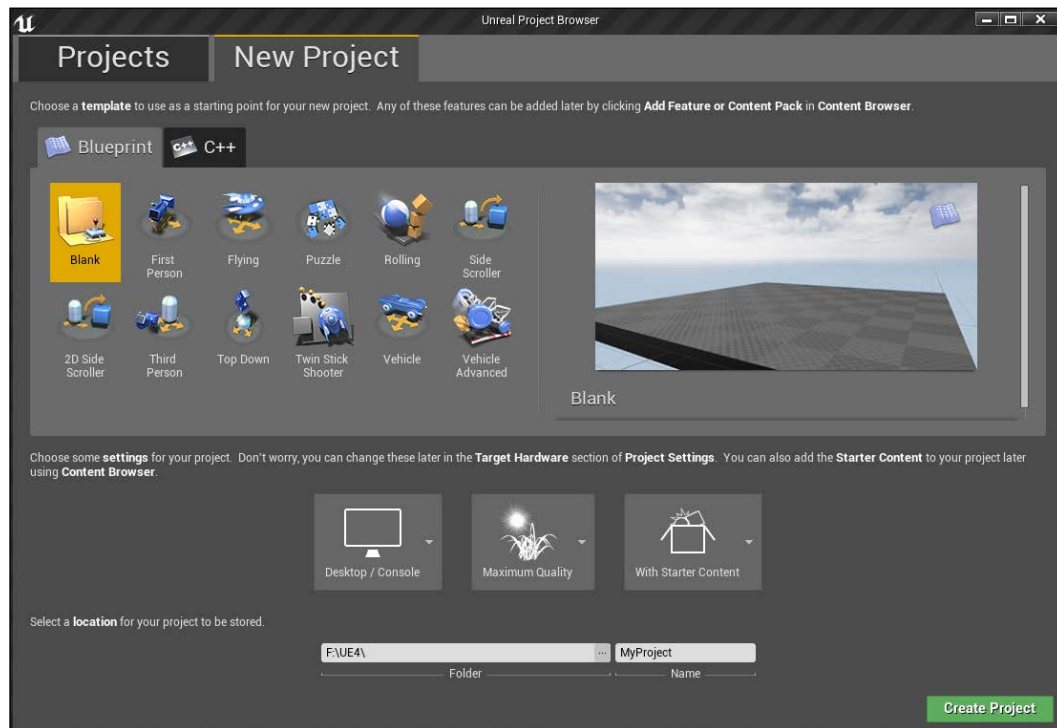 Unreal Project Browser
Projects
New Project
Choose a template to use as a starting point for your new project. Any of these features can be added later by clicking Add Feature or Content Pack in Content Browser.
Blueprint
C++
Blank
First
Person
Flying
Puzzle
Rolling
Side
Scroller
2D Side
Scroller
Third
Person
Top Down
Twin Stick
Shooter
Vehicle
Vehicle
Advanced
Blank
Choose some settings for your project. Don't worry, you can change these later in the Target Hardware section of Project Settings. You can also add the Starter Content to your project later
using Content Browser.
Desktop / Console
Maximum Quality
With Starter Content
Select a location for your project to be stored.
F:\UE4\
...
MyProject
Folder
Name
Create Project